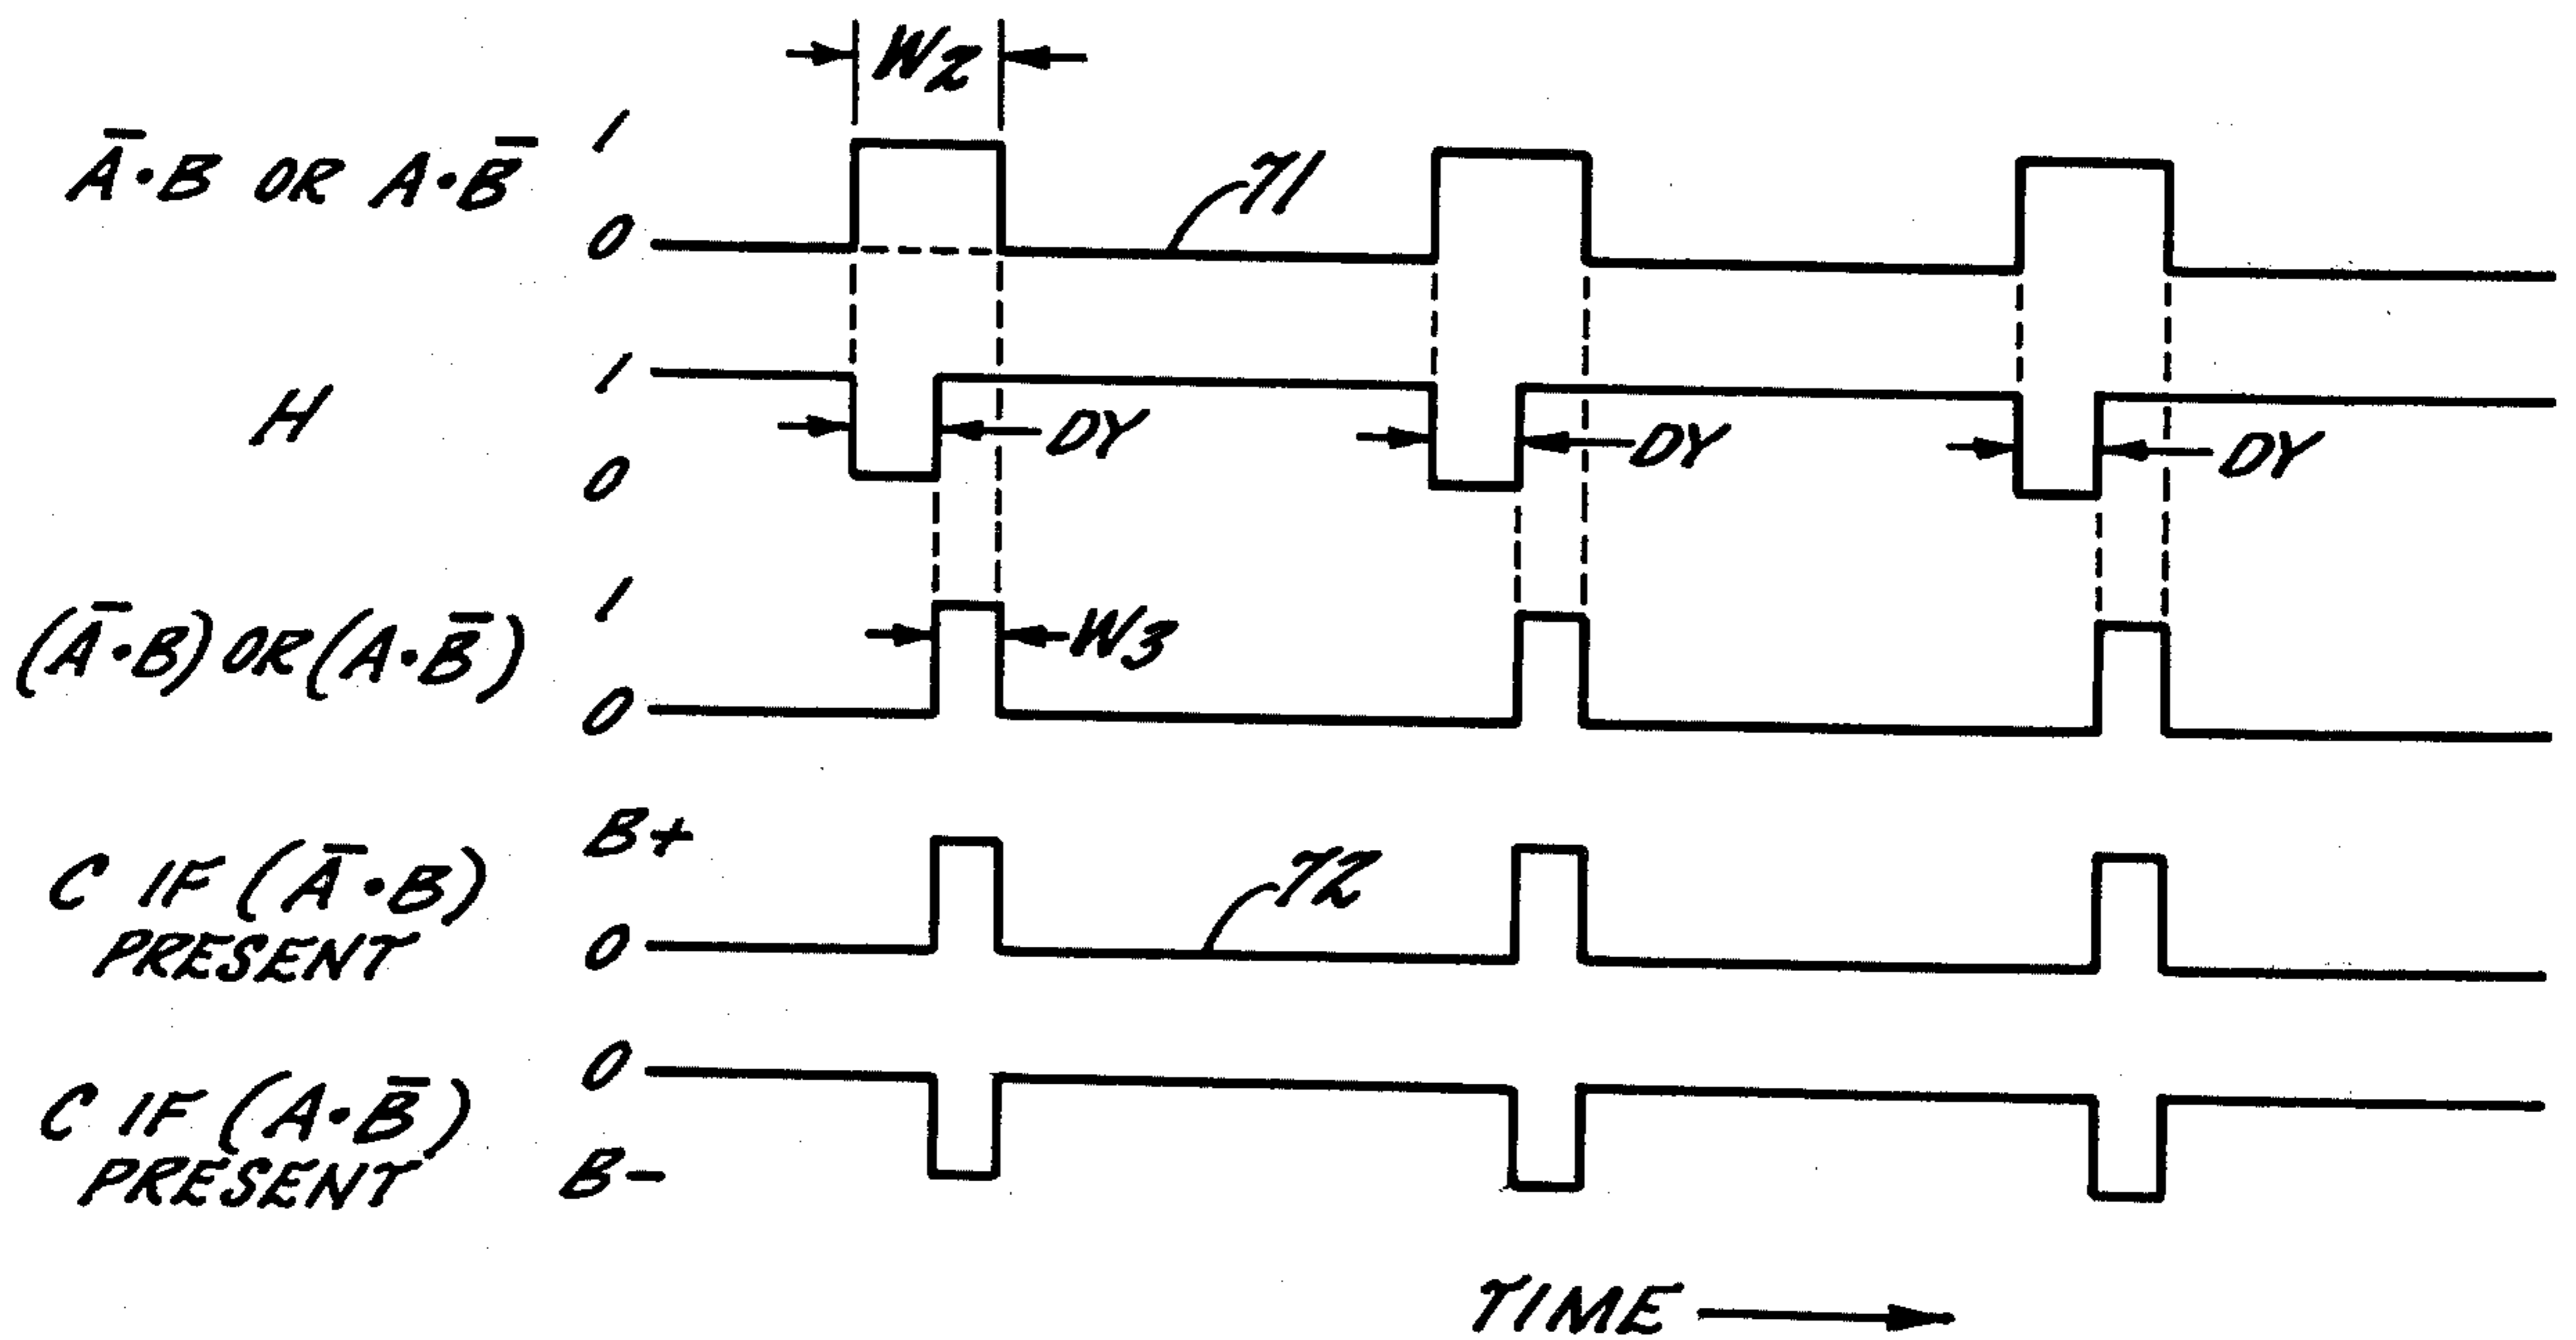 W2
Ā·B OR A·B̄
1
0
71
H
1
0
DY
DY
DY
(Ā·B) OR (A·B̄)
1
0
W3
C IF (Ā·B)
PRESENT
B+
0
72
C IF (A·B̄)
PRESENT
0
B-
TIME